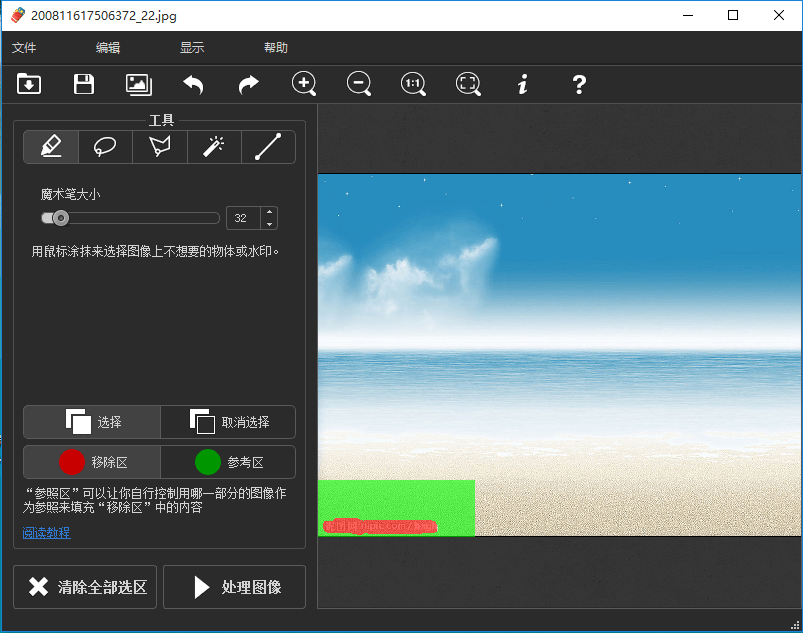 200811617506372_22.jpg
文件 编辑 显示 帮助
1:1
工具
魔术笔大小
32
用鼠标涂抹来选择图像上不想要的物体或水印。
选择 取消选择
移除区 参考区
“参照区”可以让你自行控制用哪一部分的图像作
为参照来填充“移除区”中的内容
阅读教程
清除全部选区 处理图像
nipic.com/